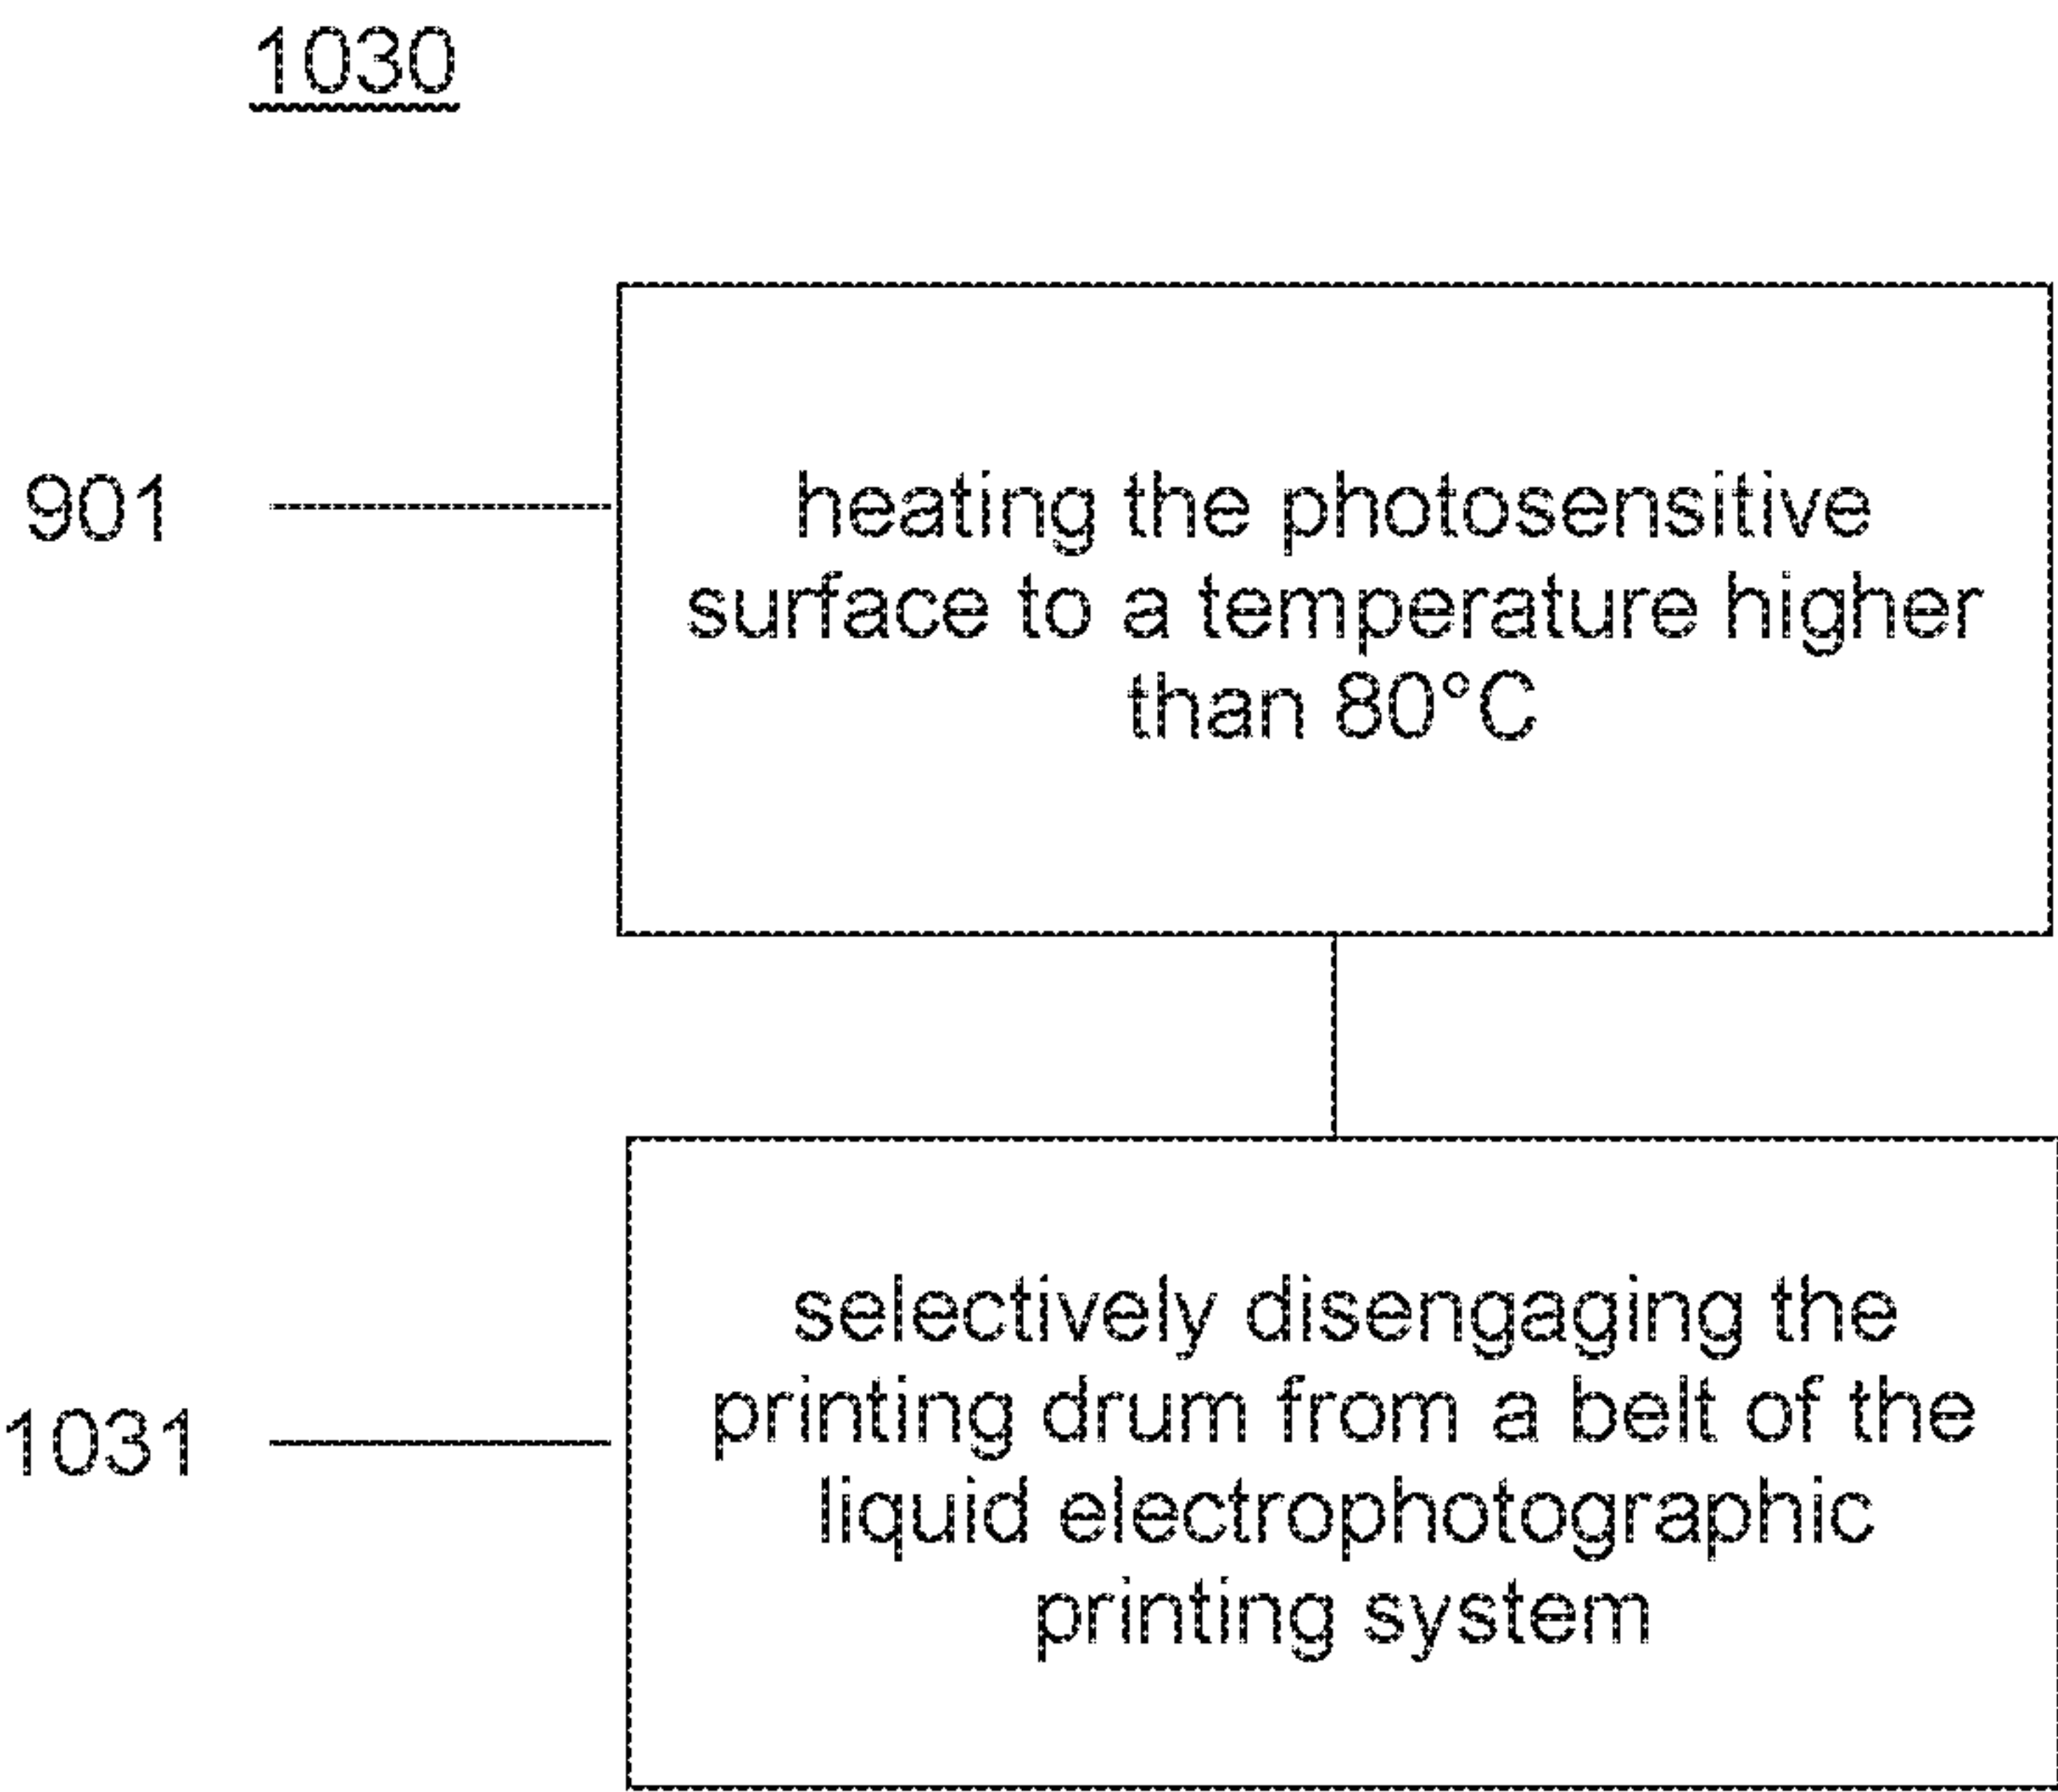 1030
901
heating the photosensitive
surface to a temperature higher
than 80°C
1031
selectively disengaging the
printing drum from a belt of the
liquid electrophotographic
printing system